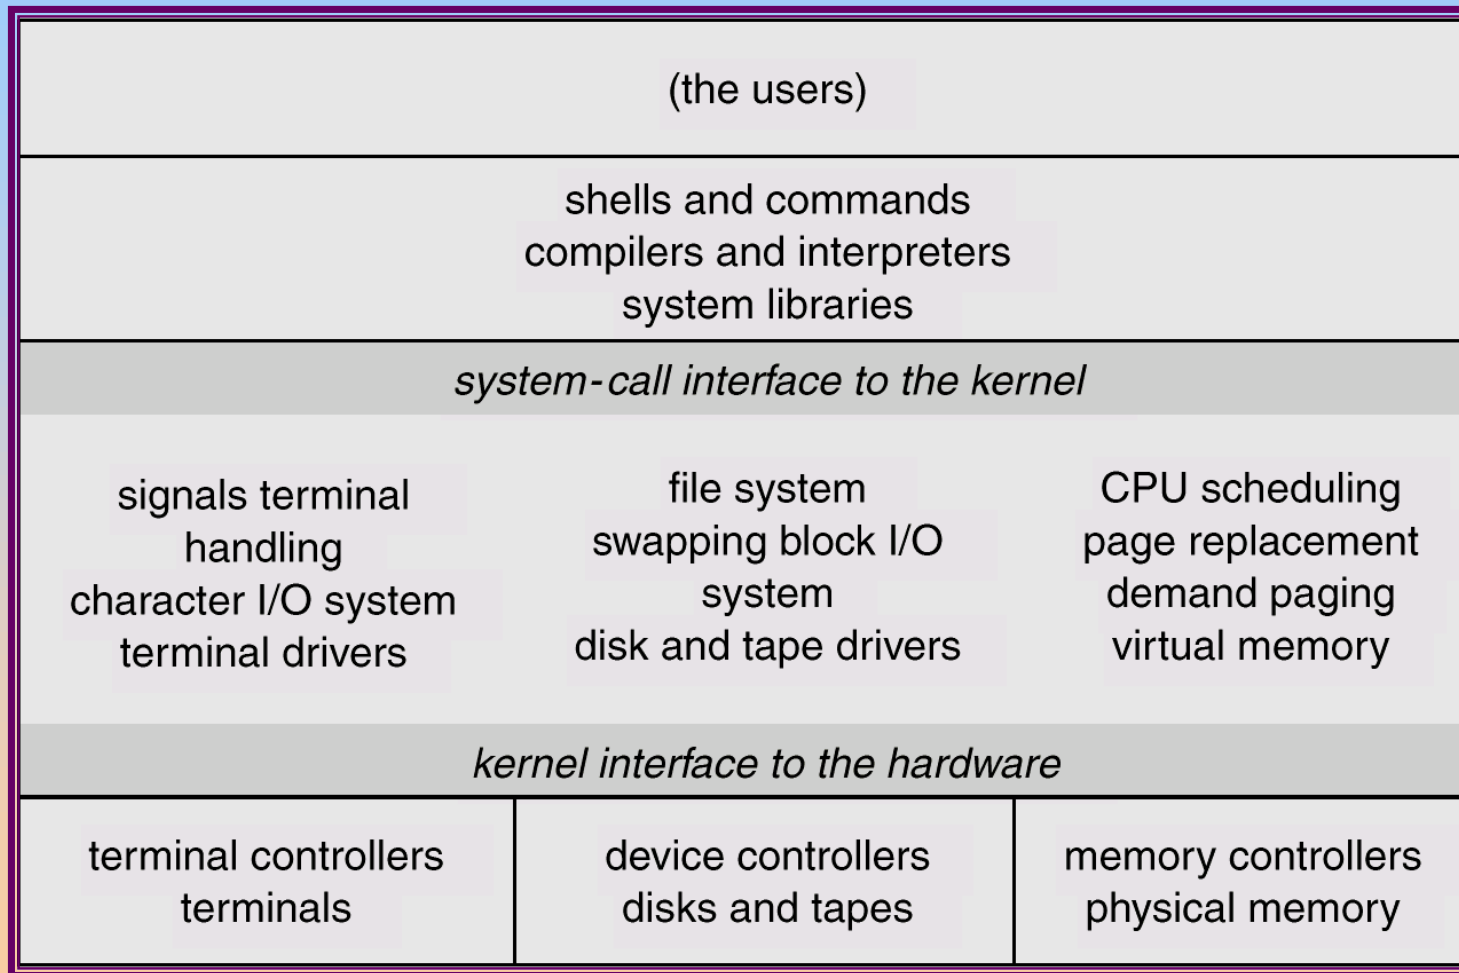 (the users)
shells and commands
compilers and interpreters
system libraries
system-call interface to the kernel
signals terminal
handling
character I/O system
terminal drivers
file system
swapping block I/O
system
disk and tape drivers
CPU scheduling
page replacement
demand paging
virtual memory
kernel interface to the hardware
terminal controllers
terminals
device controllers
disks and tapes
memory controllers
physical memory